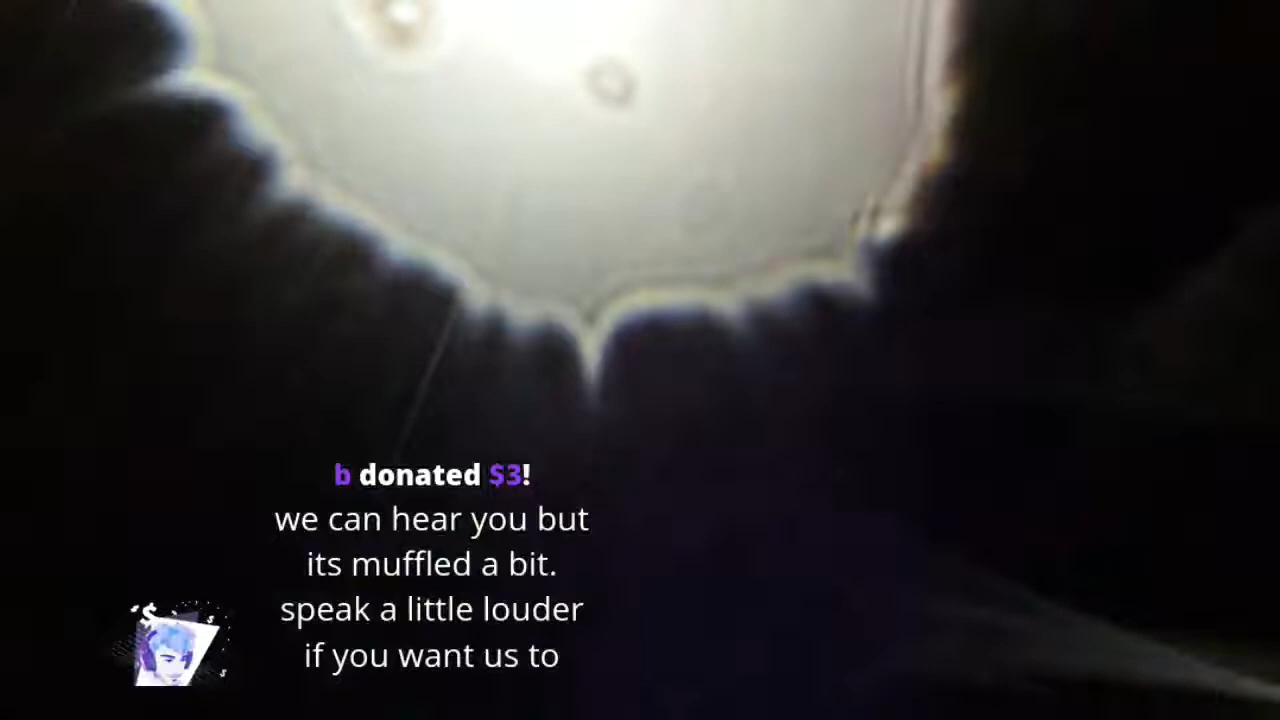 b donated $3!
we can hear you but
its muffled a bit.
speak a little louder
if you want us to